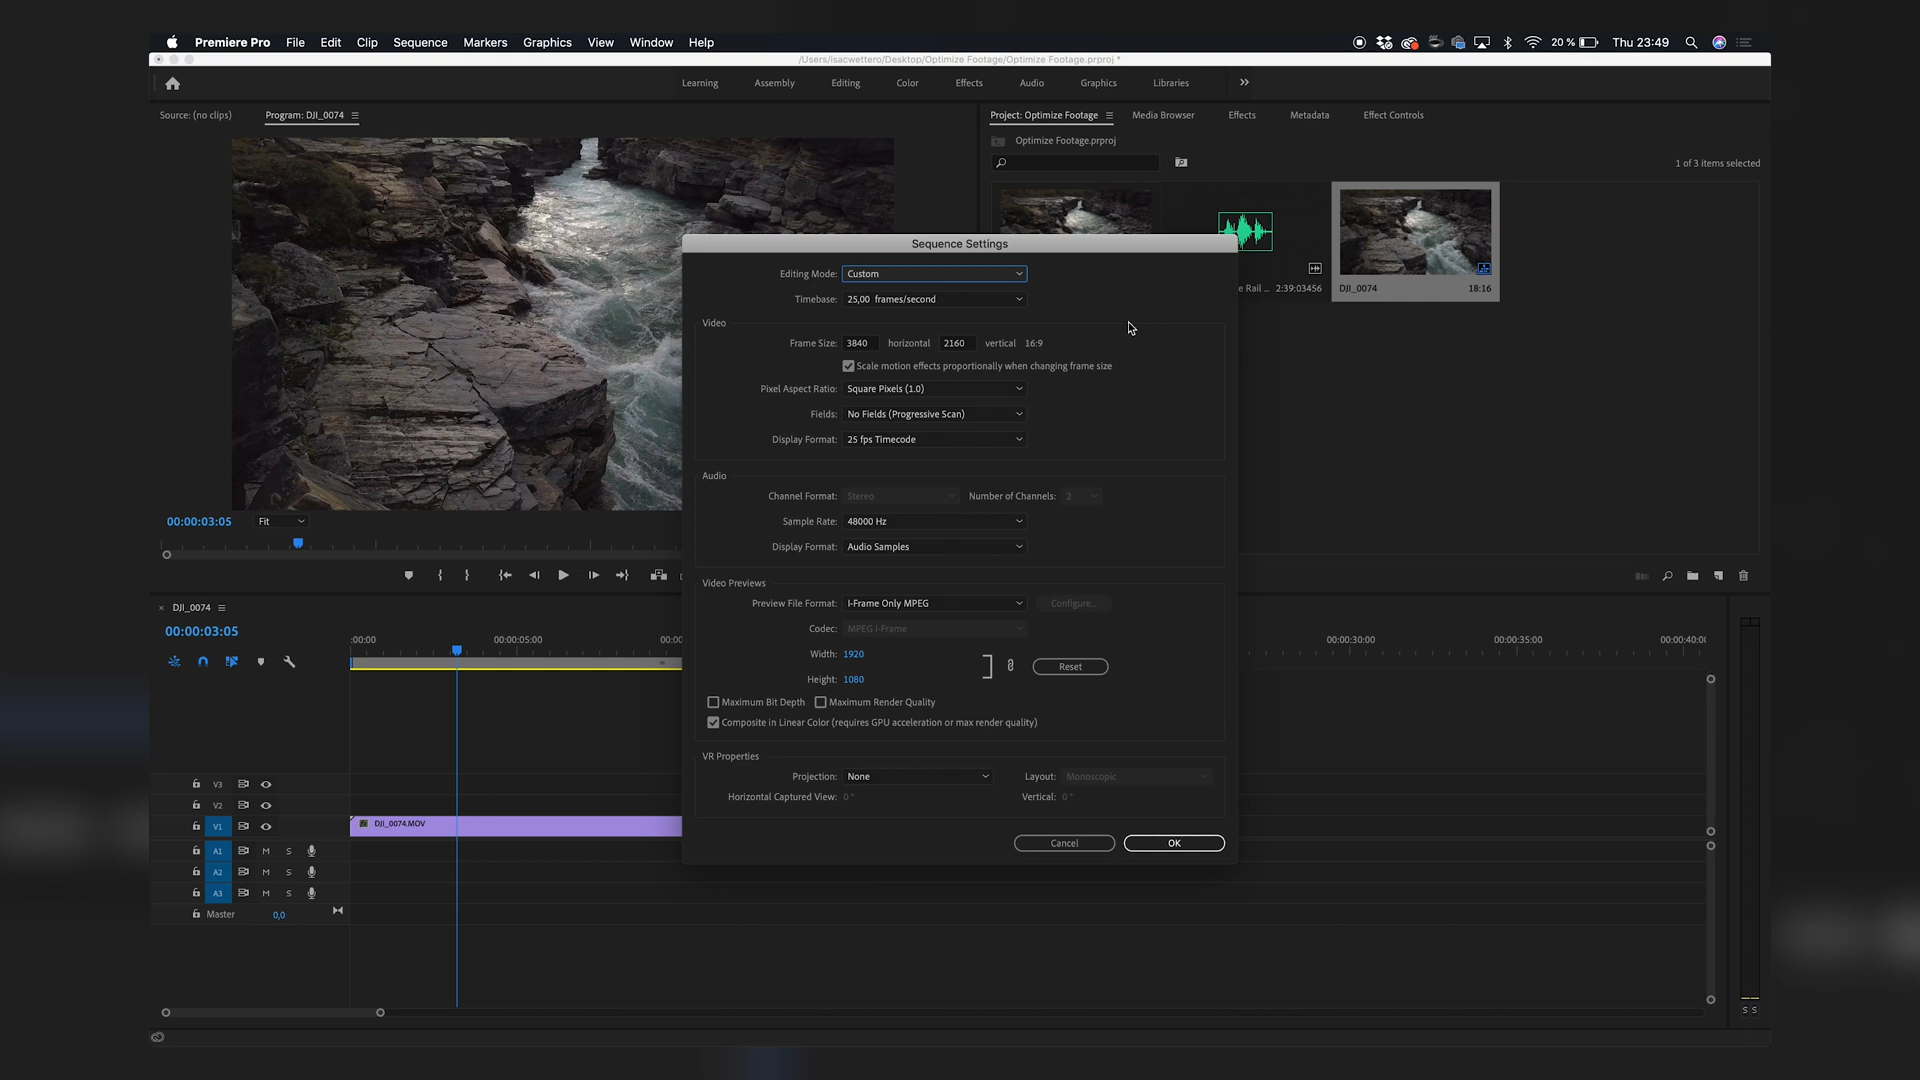 Premiere Pro File Edit Clip Sequence Markers Graphics View Window Help 20 % Thu 23:49
/Users/isacwettero/Desktop/Optimize Footage/Optimize Footage.prproj *
Learning Assembly Editing Color Effects Audio Graphics Libraries
Source: (no clips) Program: DJI_0074
Project: Optimize Footage Media Browser Effects Metadata Effect Controls
Optimize Footage.prproj
1 of 3 items selected
e Rail ... 2:39:03456 DJI_0074 18:16
Sequence Settings
Editing Mode: Custom
Timebase: 25,00 frames/second
Video
Frame Size: 3840 horizontal 2160 vertical 16:9
Scale motion effects proportionally when changing frame size
Pixel Aspect Ratio: Square Pixels (1.0)
Fields: No Fields (Progressive Scan)
Display Format: 25 fps Timecode
Audio
Channel Format: Stereo Number of Channels: 2
Sample Rate: 48000 Hz
Display Format: Audio Samples
Video Previews
Preview File Format: I-Frame Only MPEG Configure...
Codec: MPEG I-Frame
Width: 1920
Height: 1080
Reset
Maximum Bit Depth Maximum Render Quality
Composite in Linear Color (requires GPU acceleration or max render quality)
VR Properties
Projection: None Layout: Monoscopic
Horizontal Captured View: 0 ° Vertical: 0 °
Cancel OK
00:00:03:05 Fit
DJI_0074
00:00:03:05
:00:00 00:00:05:00 00:00 00:00:30:00 00:00:35:00 00:00:40:00
V3
V2
V1 DJI_0074.MOV
A1 M S
A2 M S
A3 M S
Master 0,0
S S